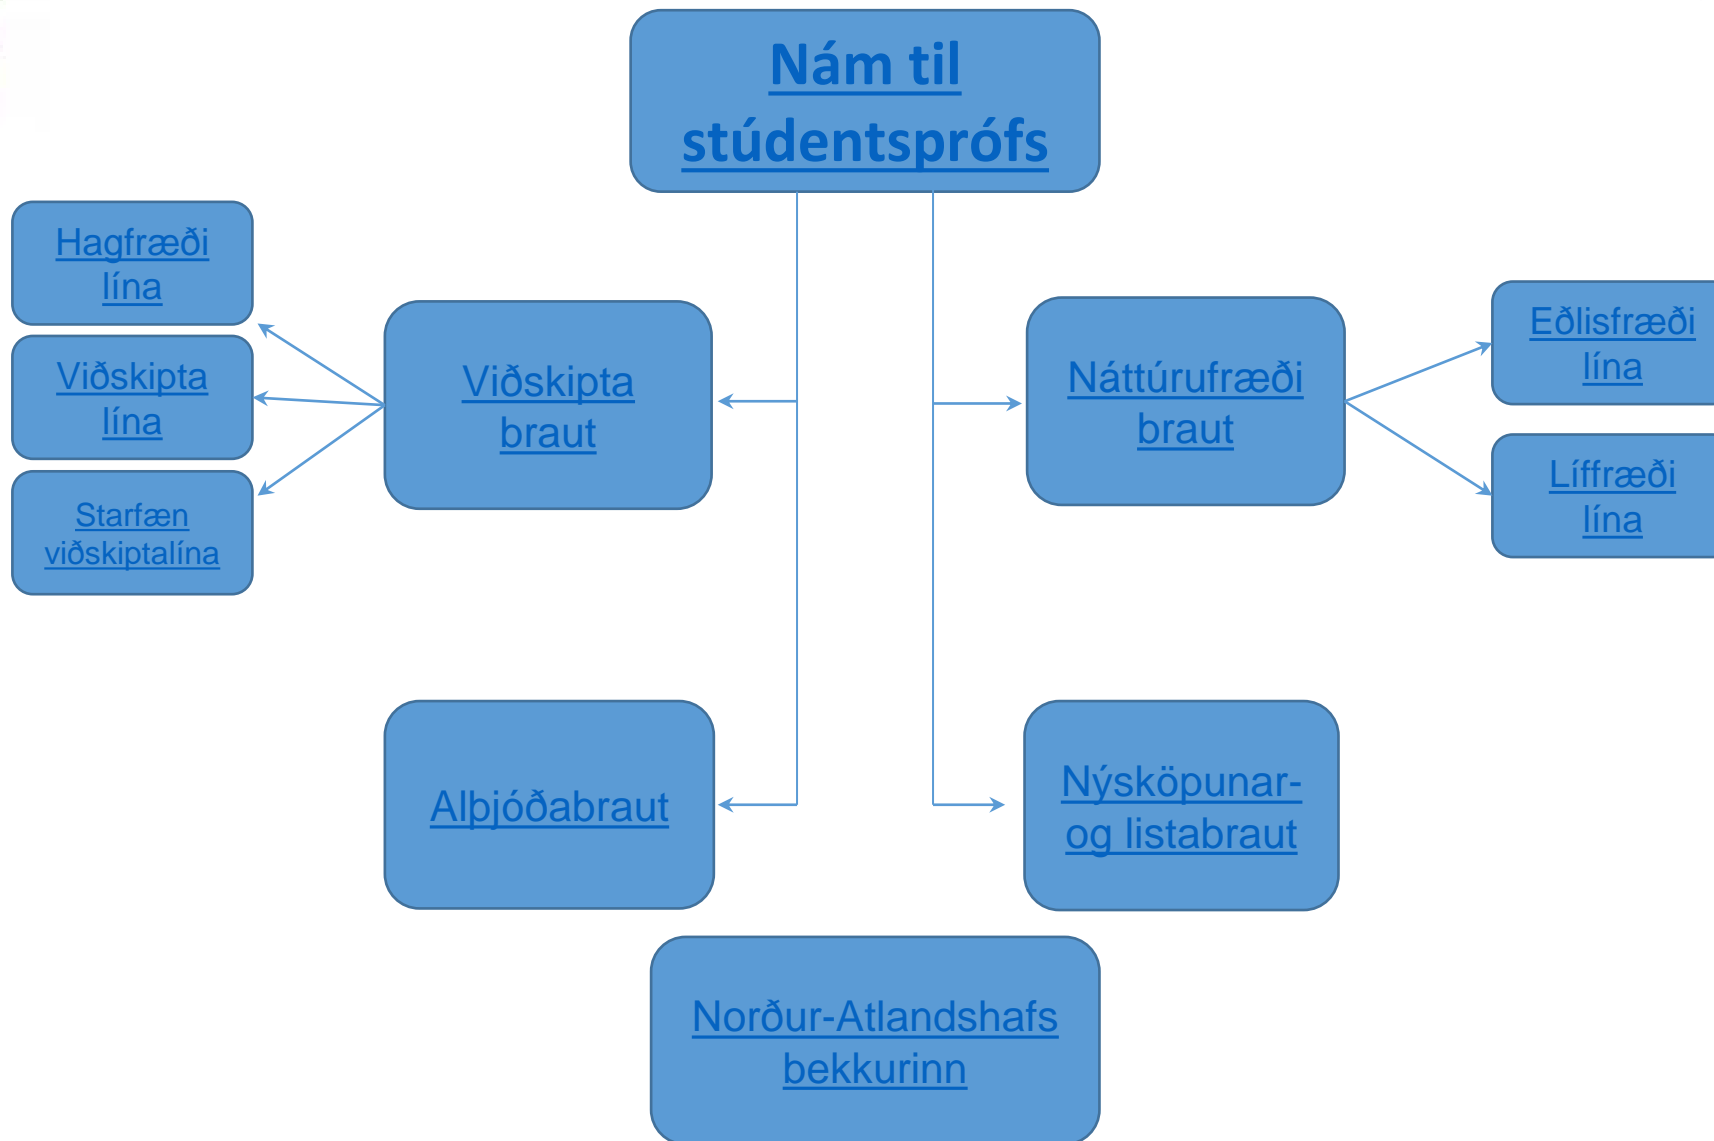 Nám til
stúdentsprófs
Hagfræði
lína
Viðskipta
lína
Starfæn
viðskiptalína
Viðskipta
braut
Náttúrufræði
braut
Eðlisfræði
lína
Líffræði
lína
Alþjóðabraut
Nýsköpunar-
og listabraut
Norður-Atlandshafs
bekkurinn